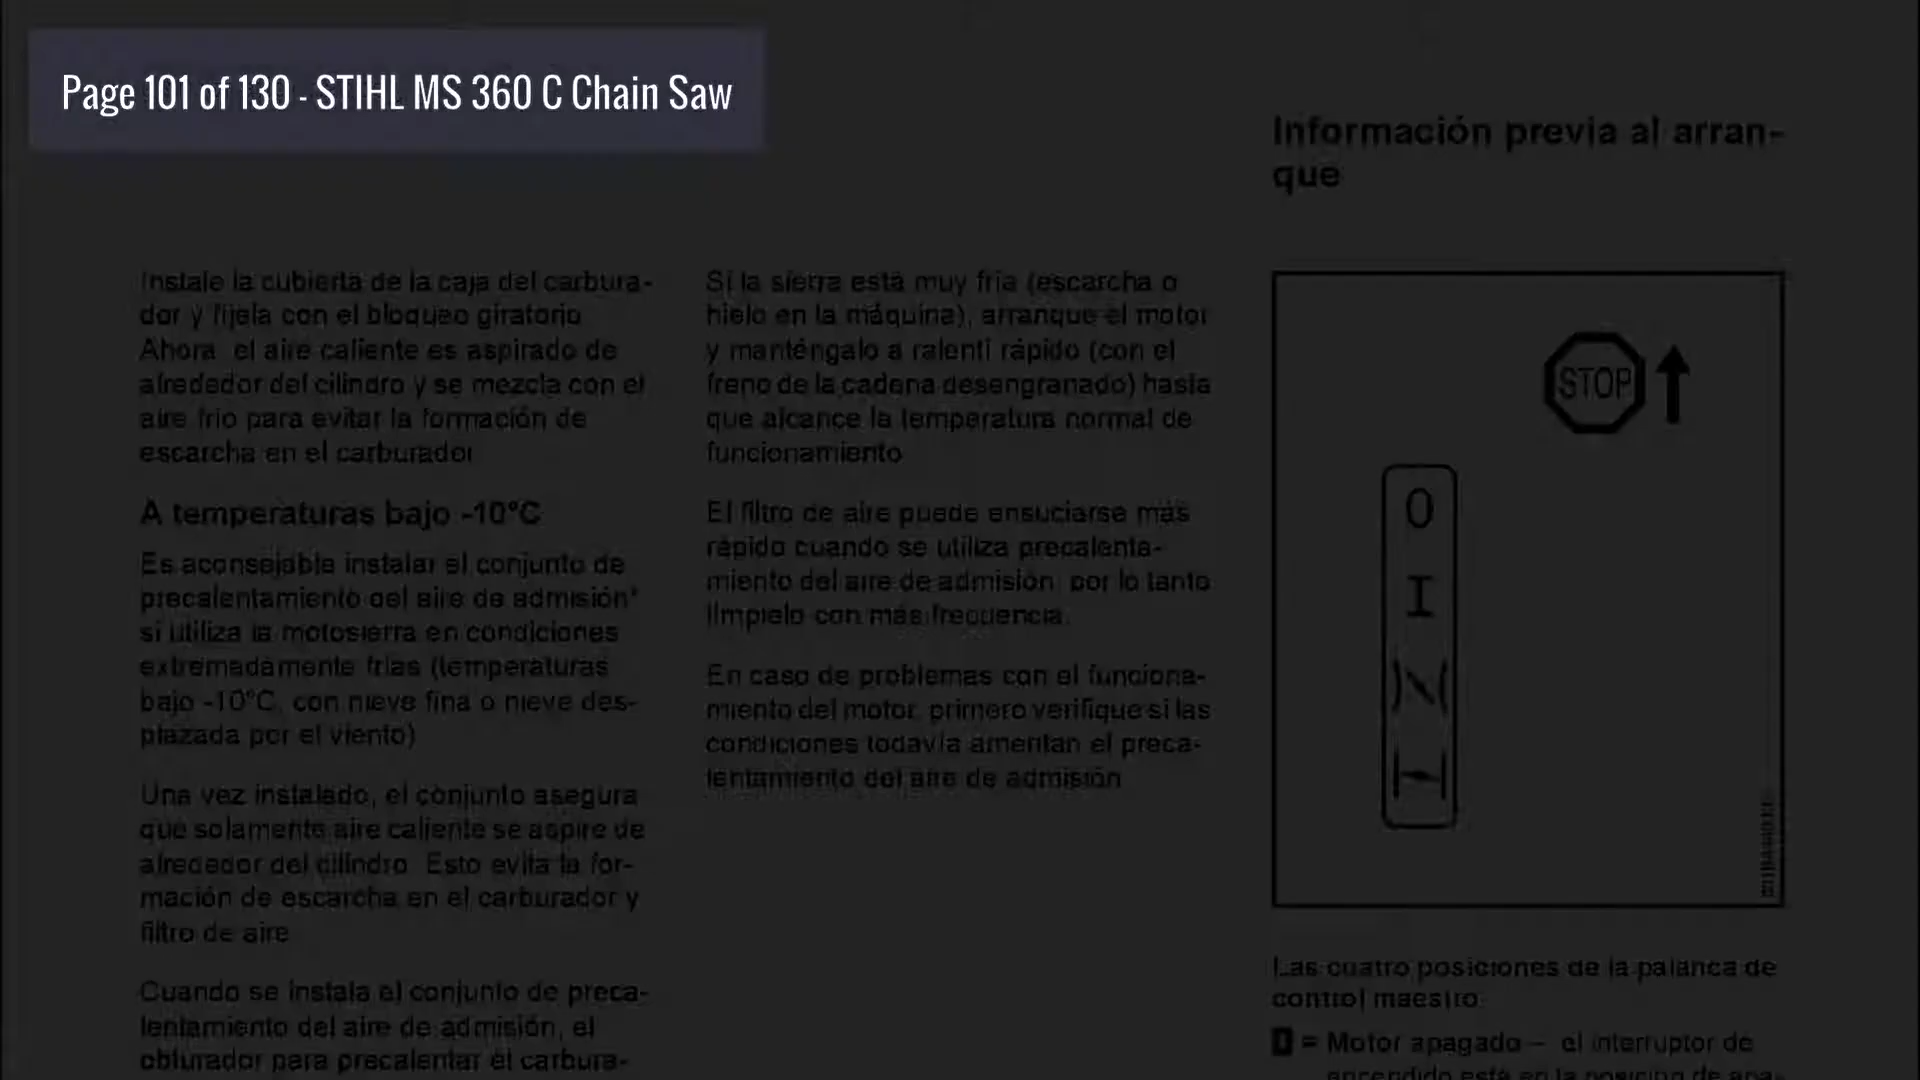 Page 101 of 130 - STIHL MS 360 C Chain Saw
Instale la cubierta de la caja del carbura-
dor y fíjela con el bloqueo giratorio
Ahora el aire caliente es aspirado de
alrededor del cilindro y se mezcla con el
aire frío para evitar la formación de
escarcha en el carburador
A temperaturas bajo -10°C
Es aconsejable instalar el conjunto de
precalentamiento del aire de admisión*
si utiliza la motosierra en condiciones
extremadamente frías (temperaturas
bajo -10°C, con nieve fina o nieve des-
plazada por el viento)
Una vez instalado, el conjunto asegura
que solamente aire caliente se aspire de
alrededor del cilindro. Esto evita la for-
mación de escarcha en el carburador y
filtro de aire
Cuando se instala el conjunto de preca-
lentamiento del aire de admisión, el
obturador para precalentar el carbura-
Si la sierra está muy fría (escarcha o
hielo en la máquina), arranque el motor
y manténgalo a ralentí rápido (con el
freno de la cadena desengranado) hasta
que alcance la temperatura normal de
funcionamiento
El filtro de aire puede ensuciarse más
rápido cuando se utiliza precalenta-
miento del aire de admisión, por lo tanto
límpielo con más frecuencia.
En caso de problemas con el funciona-
miento del motor, primero verifique si las
condiciones todavía ameritan el preca-
lentamiento del aire de admisión
Información previa al arran-
que
STOP
0
I
Las cuatro posiciones de la palanca de
control maestro
0 = Motor apagado – el interruptor de
encendido está en la posición de apa-